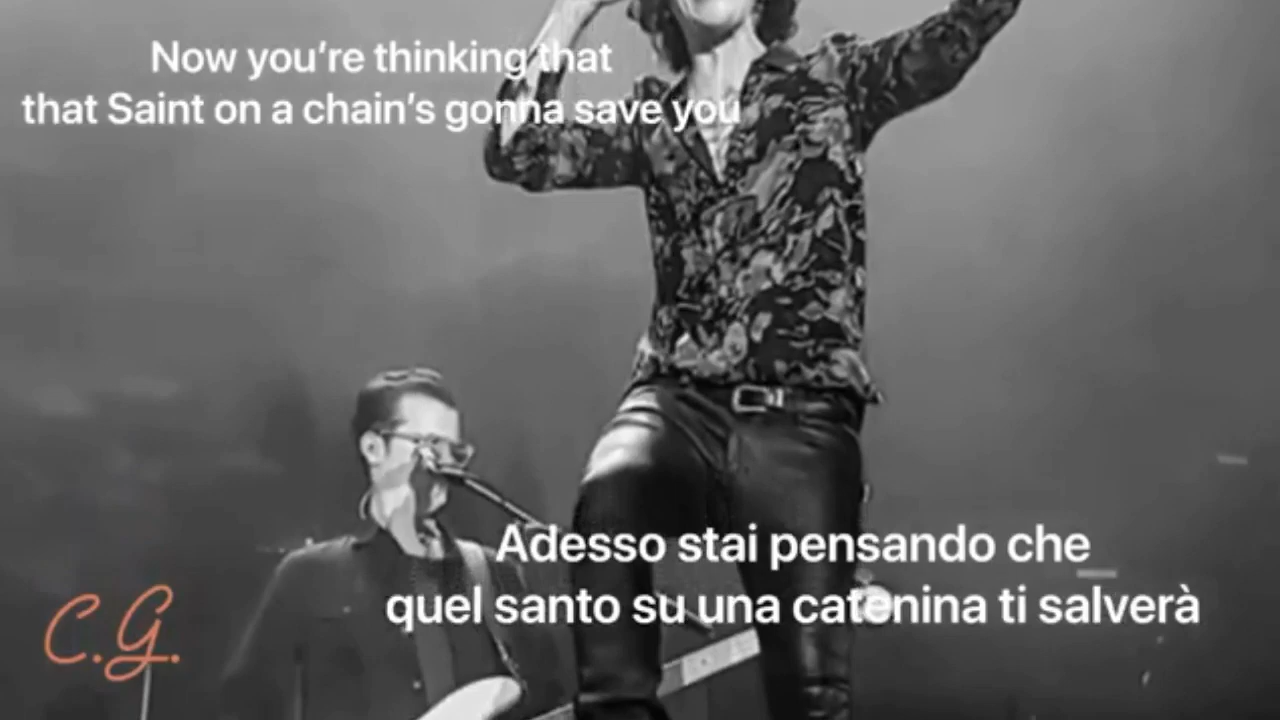 Now you're thinking that
that Saint on a chain's gonna save you
Adesso stai pensando che
quel santo su una catenina ti salverà
C.G.